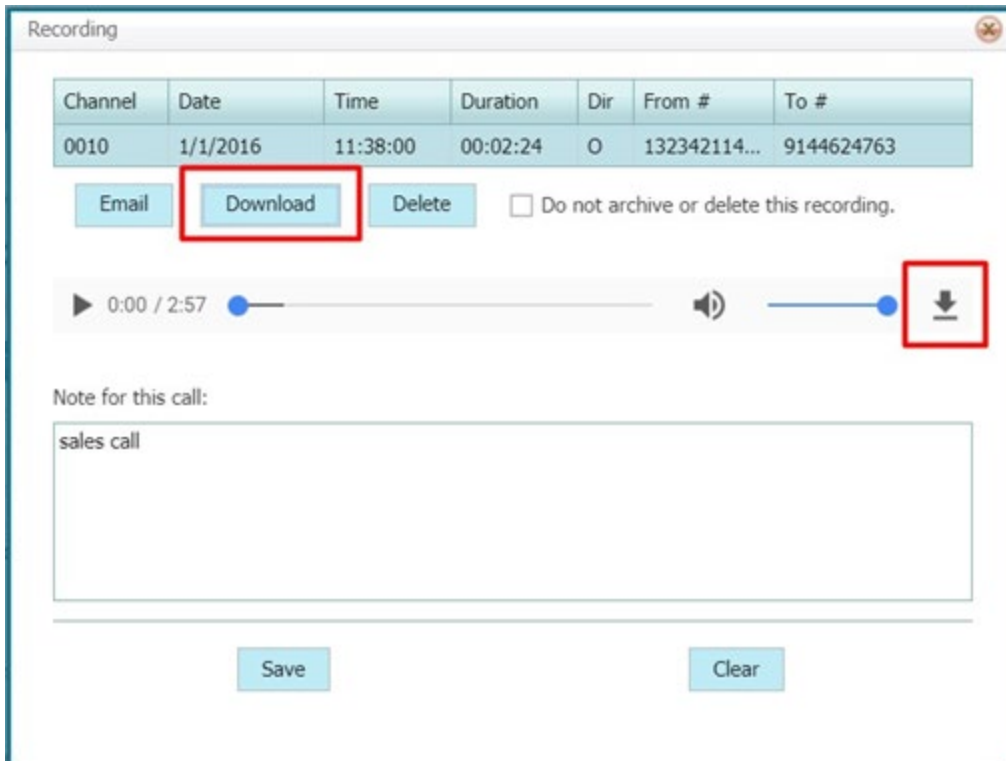 Recording
Channel Date Time Duration Dir From # To #
0010 1/1/2016 11:38:00 00:02:24 O 132342114... 9144624763
Email Download Delete Do not archive or delete this recording.
0:00 / 2:57
Note for this call:
sales call
Save Clear